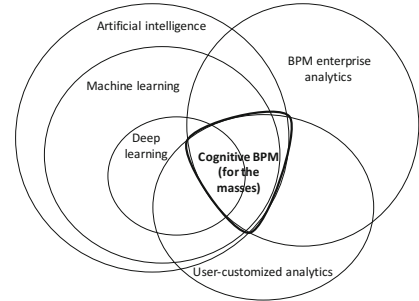 Artificial intelligence
BPM enterprise
analytics
Machine learning
Deep
learning
Cognitive BPM
(for the
masses)
User-customized analytics